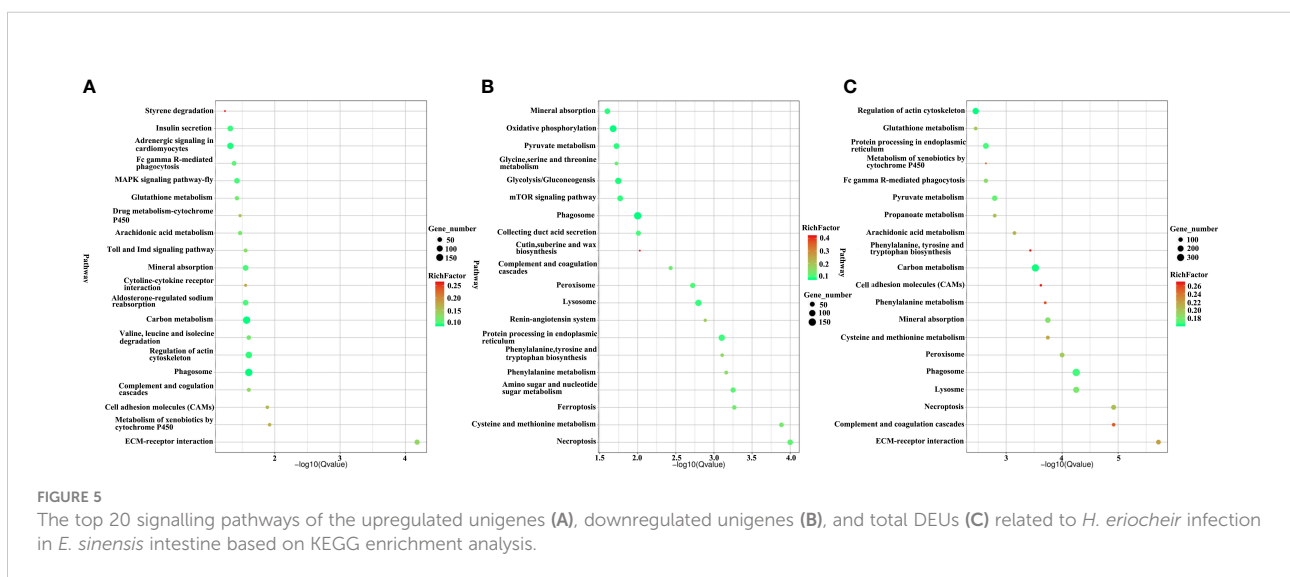 A
Styrene degradation
Insulin secretion
Adrenergic signaling in
cardiomyocytes
Fc gamma R-mediated
phagocytosis
MAPK signaling pathway-fly
Glutathione metabolism
Drug metabolism-cytochrome
P450
Arachidonic acid metabolism
Toll and Imd signaling pathway
Mineral absorption
Cytoline-cytokcre receptor
interaction
Aldosterone-regulated sodium
reabsorption
Carbon metabolism
Valine, leucine and isolecine
degradation
Regulation of actin
cytoskeleton
Phagosome
Complement and cogulation
cascades
Cell adhesion molecules (CAMs)
Metabolism of xenobiotics by
cytochrome P450
ECM-receptor interaction
Pathway
2
4
−log10(Qvalue)
Gene_number
50
100
150
RichFactor
0.25
0.20
0.15
0.10
B
Mineral absorption
Oxidative phosphorylation
Pyruvate metabolism
Glycine,serine and threonine
metabolism
Glycolysis/Gluconeogensis
mTOR signaling pathway
Phagosome
Collecting duct acid secretion
Cutin,suberine and wax
biosynthesis
Complement and coagulation
cascades
Peroxisome
Lysosome
Renin-angiotensin system
Protein processing in endoplasmic
reticulum
Phenylalanine,tyrosine and
tryptophan biosynthesis
Phenylalanine metabolism
Amino sugar and nucleotide
sugar metabolism
Ferroptosis
Cysteine and methionine metabolism
Necroptosis
Pathway
1.5 2.0 2.5 3.0 3.5 4.0
−log10(Qvalue)
RichFactor
0.4
0.3
0.2
0.1
Gene_number
50
100
150
C
Regulation of actin cytoskeleton
Glutathione metabolism
Protein processing in endoplasmic
reticulum
Metabolism of xenobiotics by
cytochrome P450
Fc gamma R-mediated phagocytosis
Pyruvate metabolism
Propanoate metabolism
Arachidonic acid metabolism
Phenylalanine, tyrosine and
tryptophan biosynthesis
Carbon metabolism
Cell adhesion molecules (CAMs)
Phenylalanine metabolism
Mineral absorption
Cysteine and methionine metabolism
Peroxisome
Phagosome
Lysosme
Necroptosis
Complement and coagulation cascades
ECM-receptor interaction
Pathway
3 4 5
−log10(Qvalue)
Gene_number
100
200
300
RichFactor
0.26
0.24
0.22
0.20
0.18
FIGURE 5
The top 20 signalling pathways of the upregulated unigenes (A), downregulated unigenes (B), and total DEUs (C) related to H. eriocheir infection
in E. sinensis intestine based on KEGG enrichment analysis.